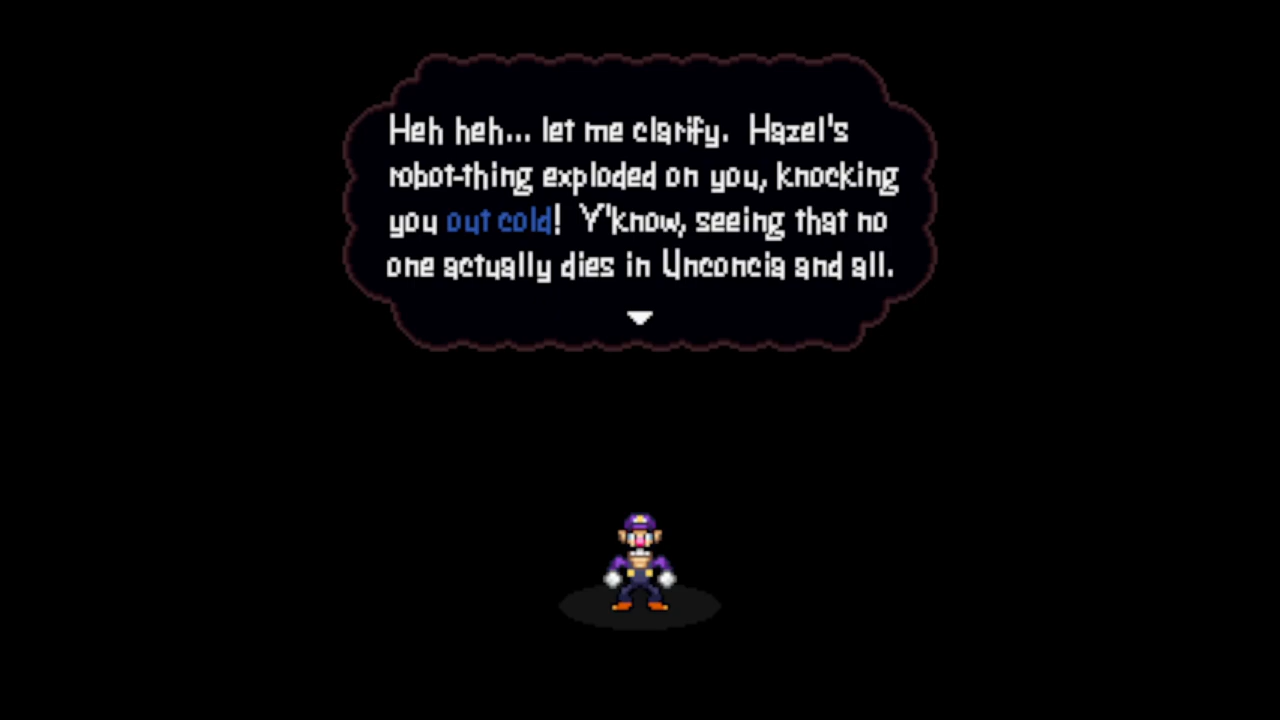 Heh heh... let me clarify.  Hazel's
robot-thing exploded on you, knocking
you out cold!  Y'know, seeing that no
one actually dies in Unconcia and all.